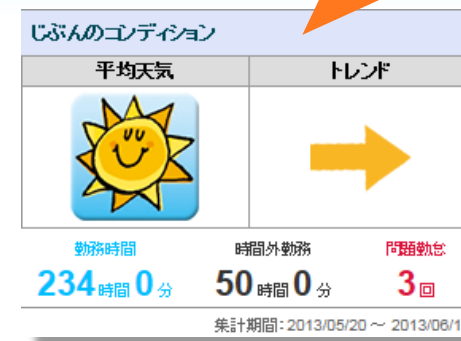 じぶんのコンディション
平均天気 トレンド
勤務時間 時間外勤務 問題勤怠
234時間0分 50時間0分 3回
集計期間：2013/05/20 ～ 2013/06/1